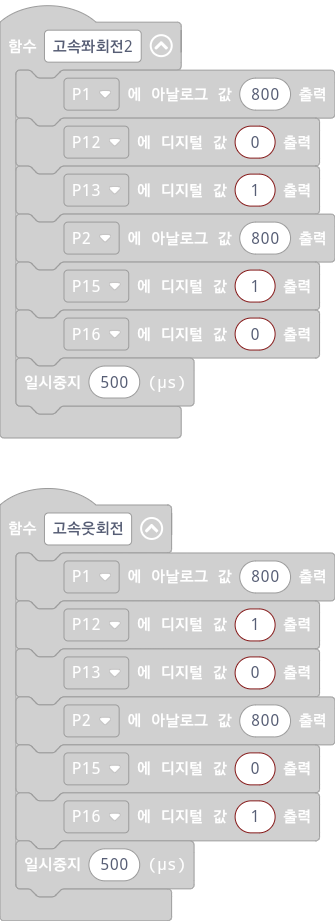 함수 고속쫘회전2
P1 에 아날로그 값 800 출력
P12 에 디지털 값 0 출력
P13 에 디지털 값 1 출력
P2 에 아날로그 값 800 출력
P15 에 디지털 값 1 출력
P16 에 디지털 값 0 출력
일시중지 500 (µs)
함수 고속웃회전
P1 에 아날로그 값 800 출력
P12 에 디지털 값 1 출력
P13 에 디지털 값 0 출력
P2 에 아날로그 값 800 출력
P15 에 디지털 값 0 출력
P16 에 디지털 값 1 출력
일시중지 500 (µs)